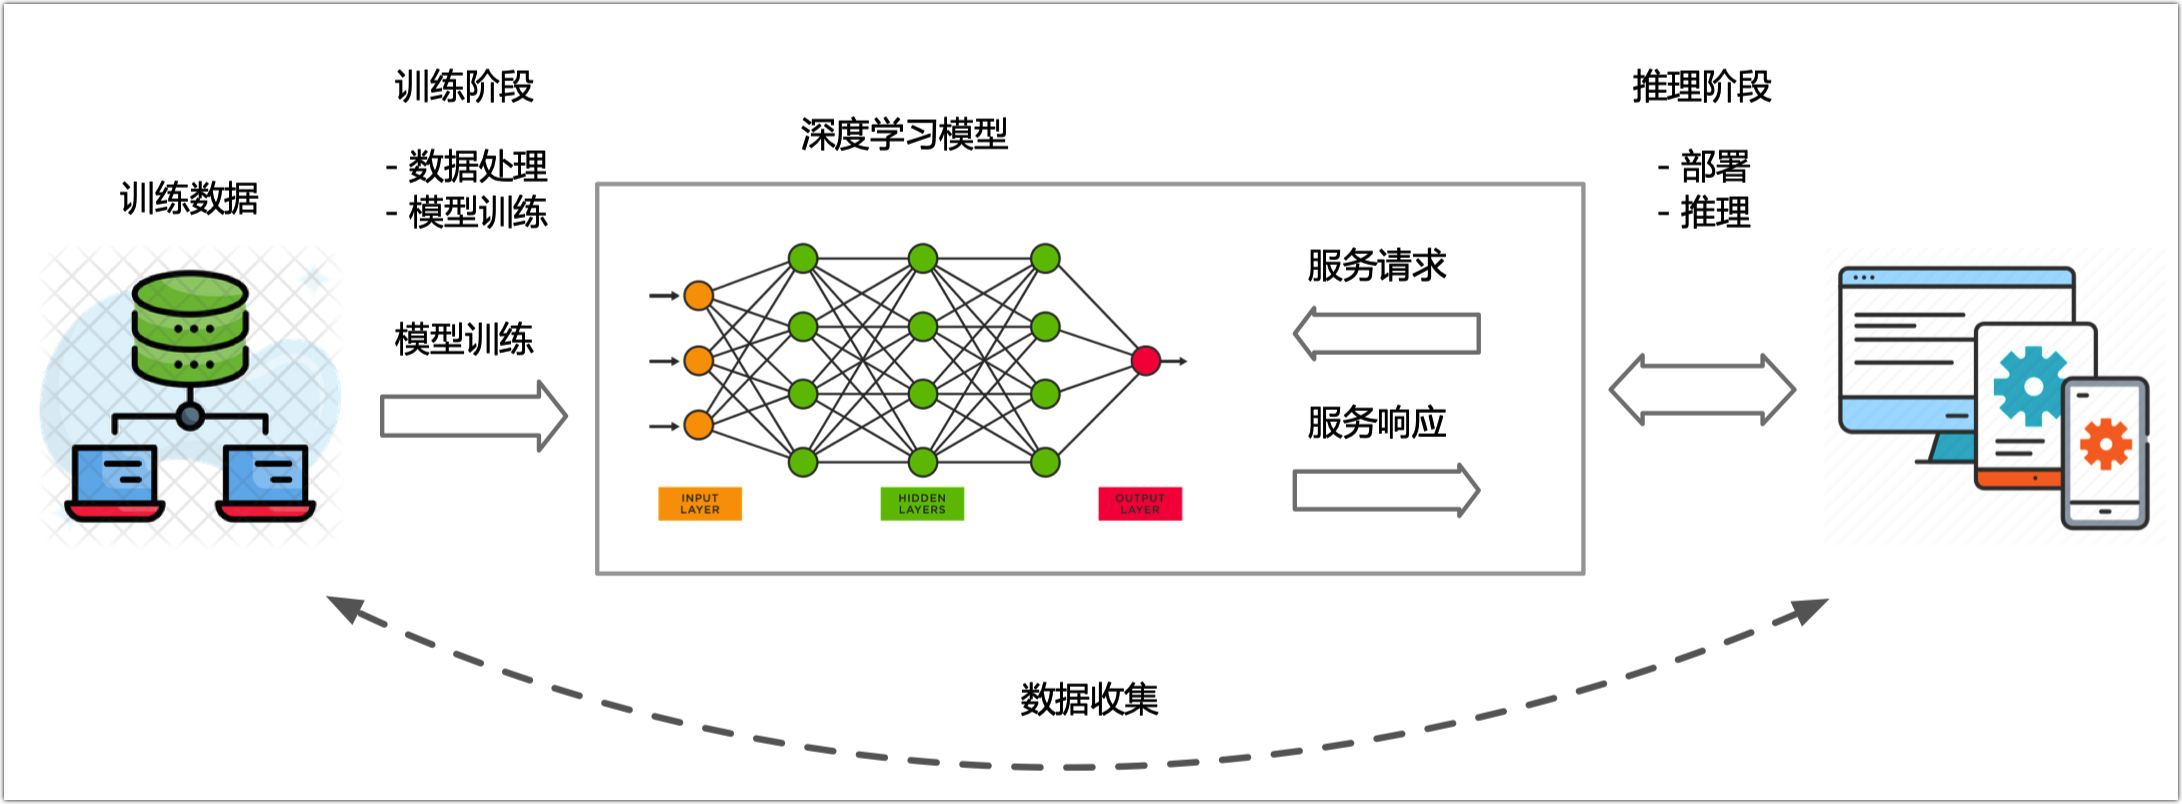 训练数据
训练阶段
- 数据处理
- 模型训练
模型训练
深度学习模型
INPUT
LAYER
HIDDEN
LAYERS
OUTPUT
LAYER
服务请求
服务响应
推理阶段
- 部署
- 推理
数据收集